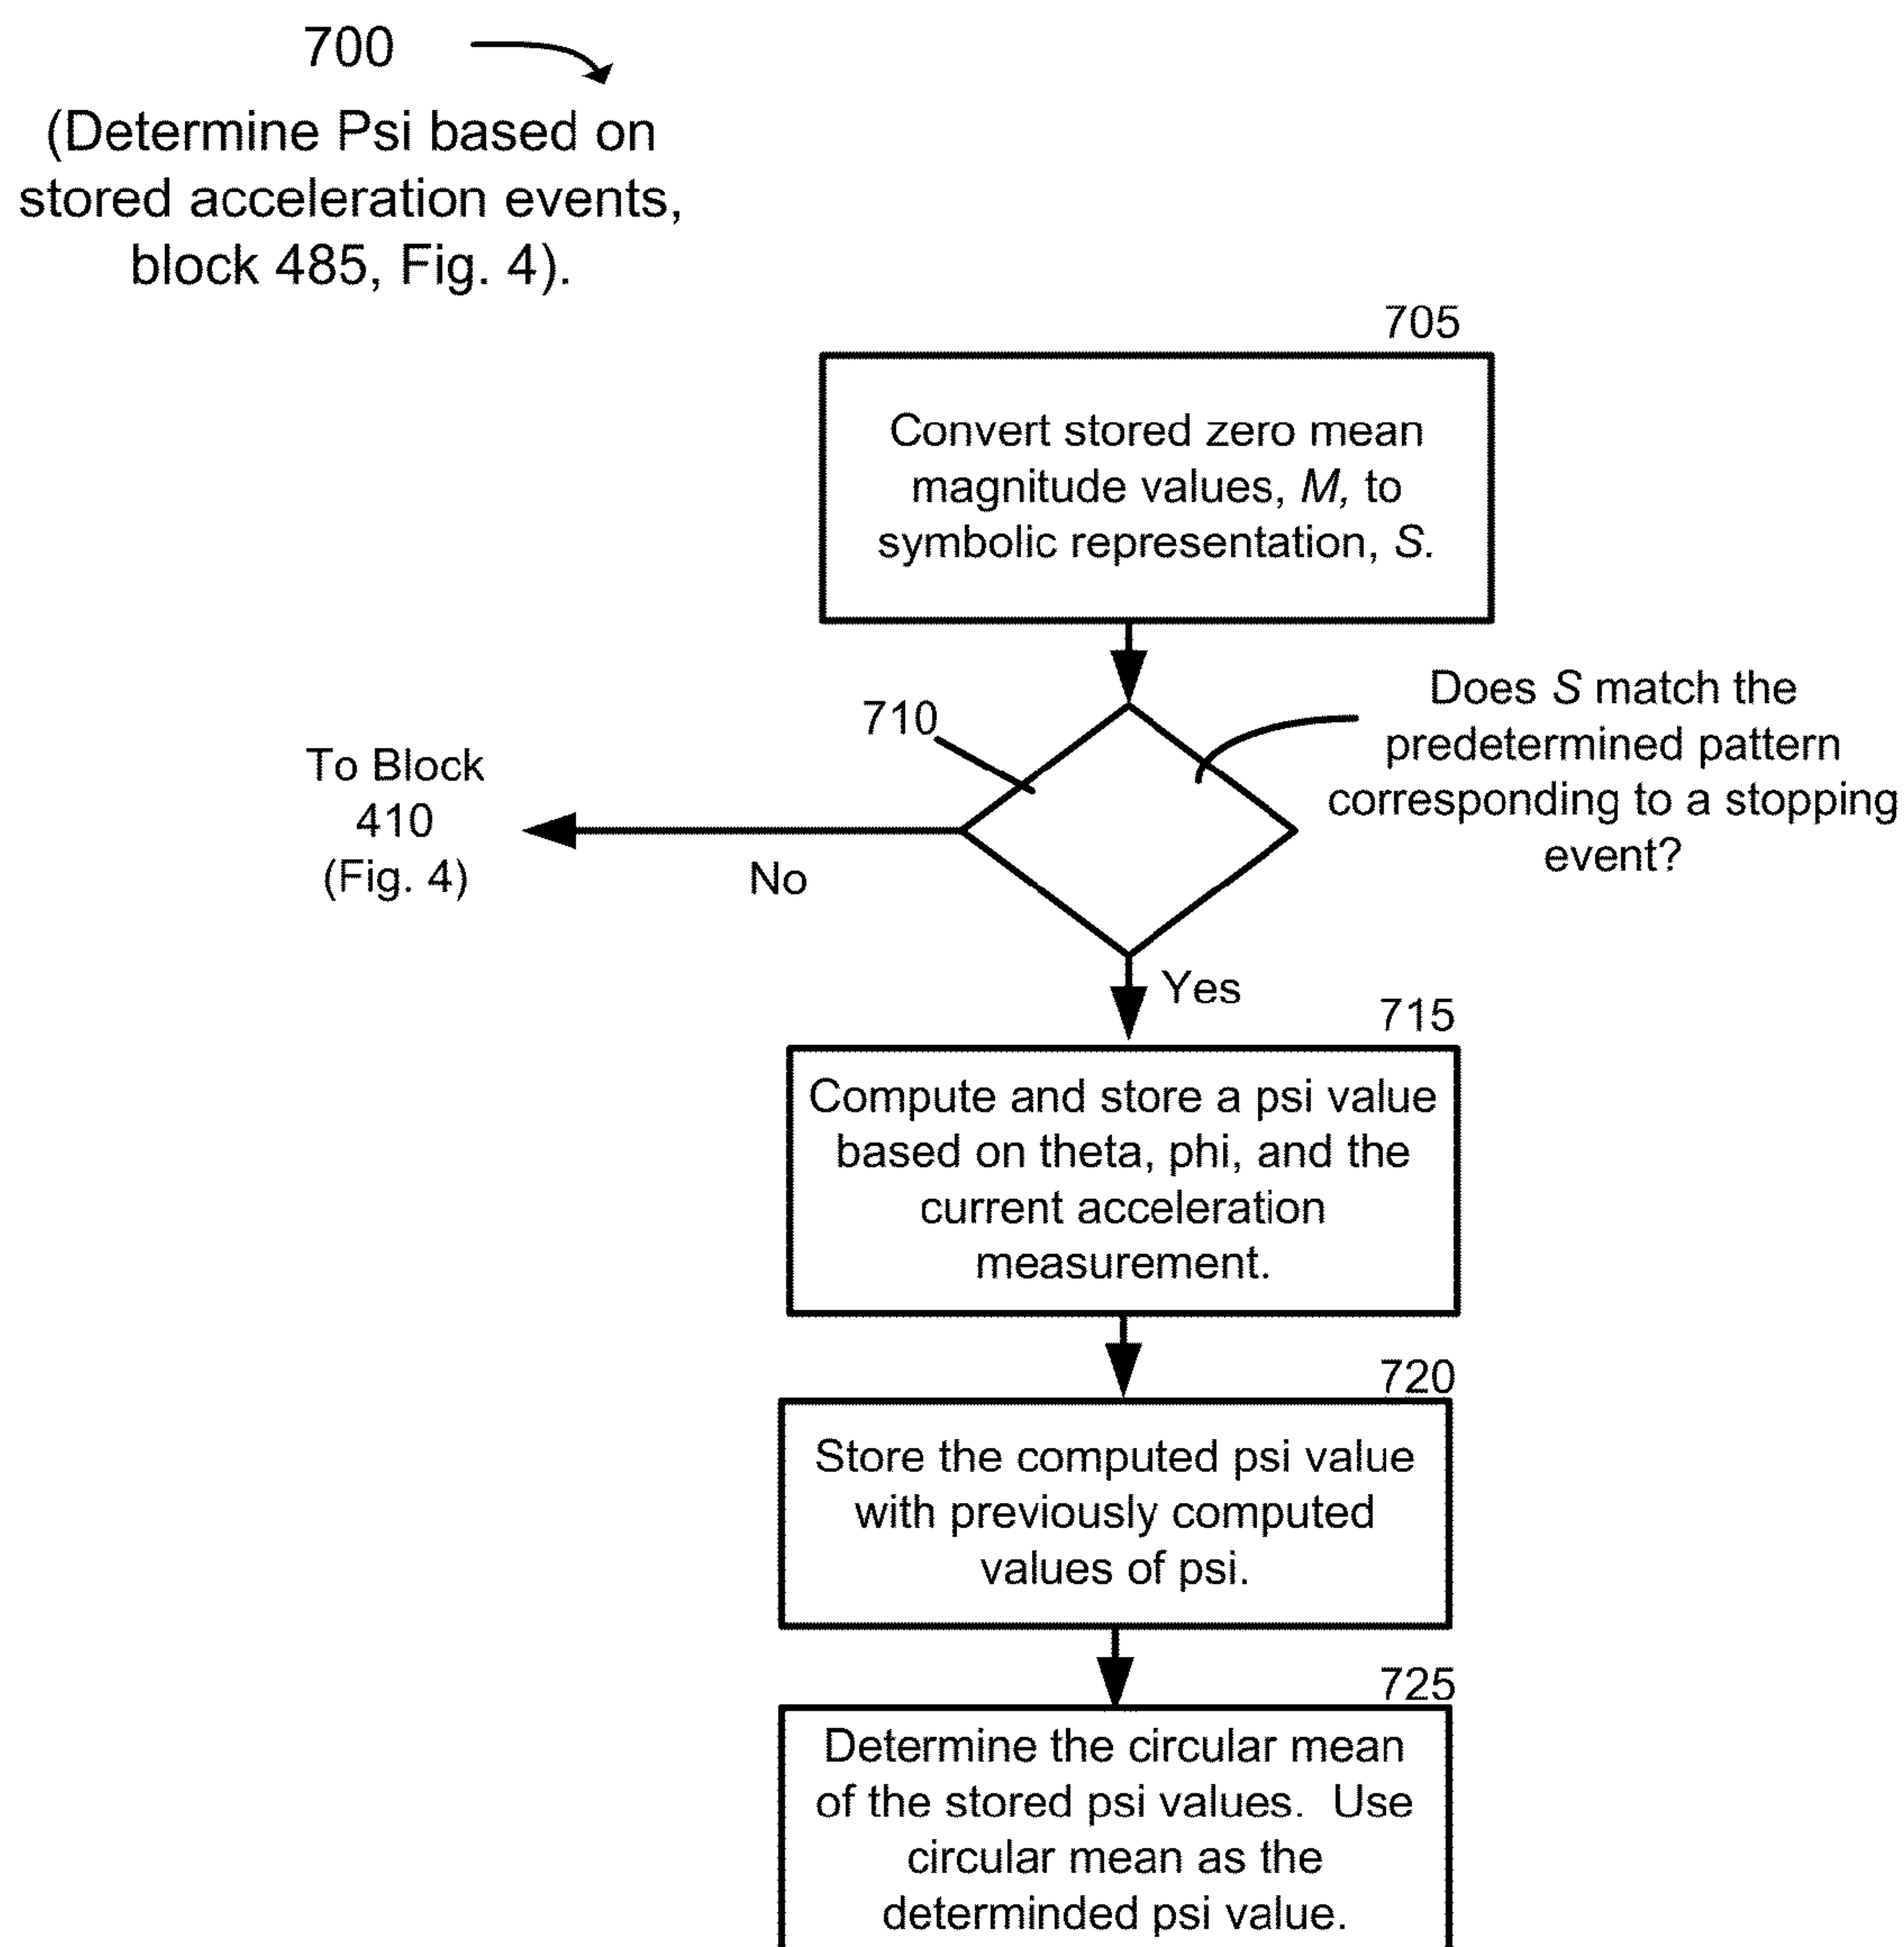 700
(Determine Psi based on
stored acceleration events,
block 485, Fig. 4).
705
Convert stored zero mean
magnitude values, M, to
symbolic representation, S.
710
Does S match the
predetermined pattern
corresponding to a stopping
event?
To Block
410
(Fig. 4)
No
Yes
715
Compute and store a psi value
based on theta, phi, and the
current acceleration
measurement.
720
Store the computed psi value
with previously computed
values of psi.
725
Determine the circular mean
of the stored psi values.  Use
circular mean as the
determinded psi value.